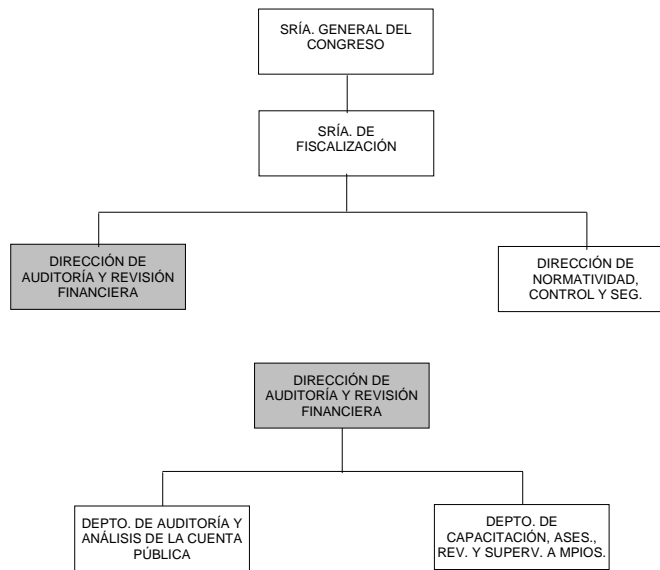 SRÍA. GENERAL DEL
CONGRESO
SRÍA. DE
FISCALIZACIÓN
DIRECCIÓN DE
AUDITORÍA Y REVISIÓN
FINANCIERA
DIRECCIÓN DE
NORMATIVIDAD,
CONTROL Y SEG.
DIRECCIÓN DE
AUDITORÍA Y REVISIÓN
FINANCIERA
DEPTO. DE AUDITORÍA Y
ANÁLISIS DE LA CUENTA
PÚBLICA
DEPTO. DE
CAPACITACIÓN, ASES.,
REV. Y SUPERV. A MPIOS.